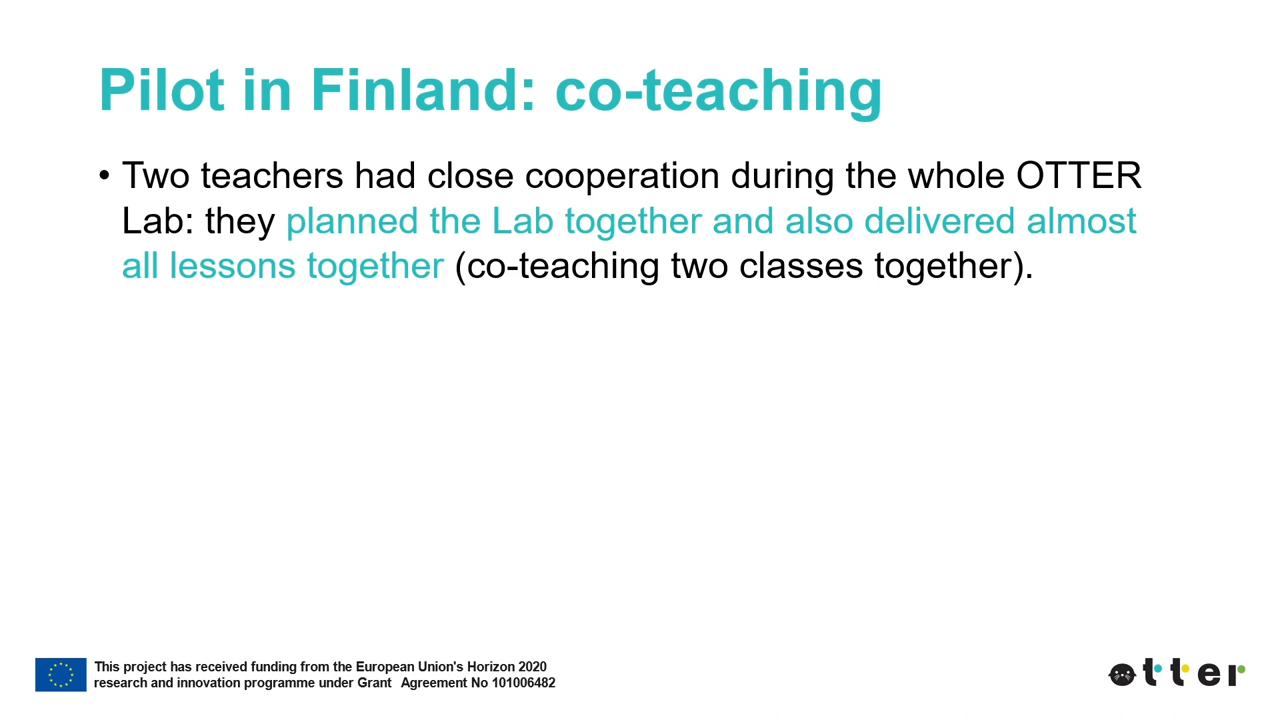 Pilot in Finland: co-teaching
• Two teachers had close cooperation during the whole OTTER
Lab: they planned the Lab together and also delivered almost
all lessons together (co-teaching two classes together).
This project has received funding from the European Union's Horizon 2020
research and innovation programme under Grant Agreement No 101006482
otter